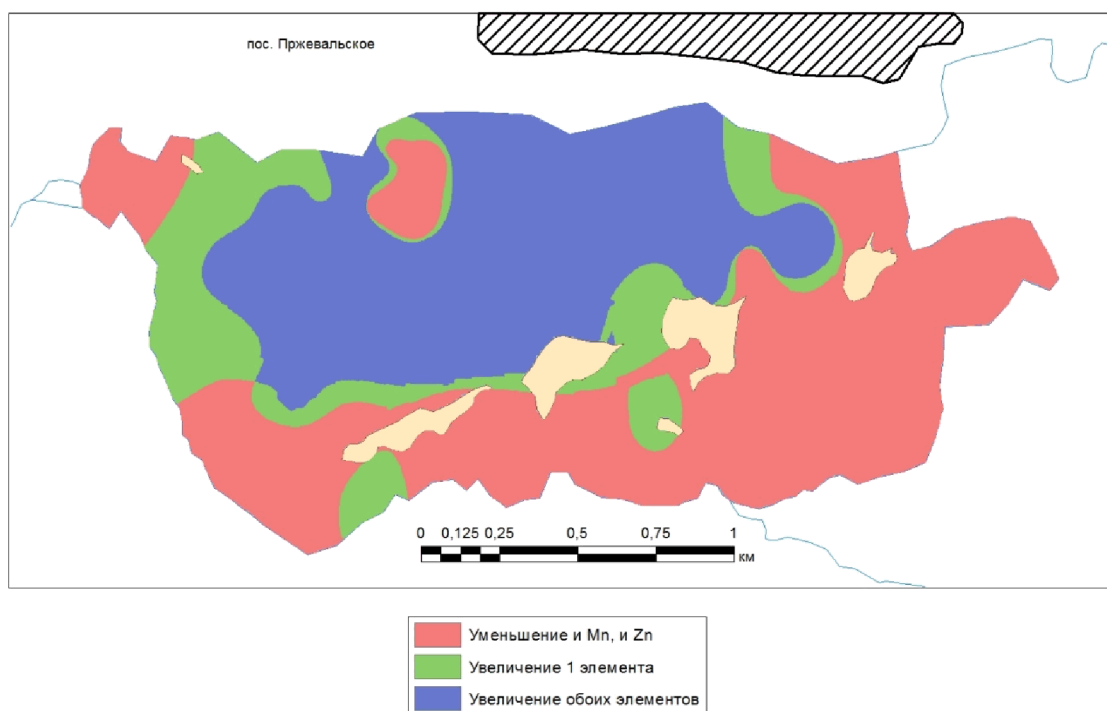 пос. Пржевальское
0 0,125 0,25 0,5 0,75 1
км
Уменьшение и Mn, и Zn
Увеличение 1 элемента
Увеличение обоих элементов